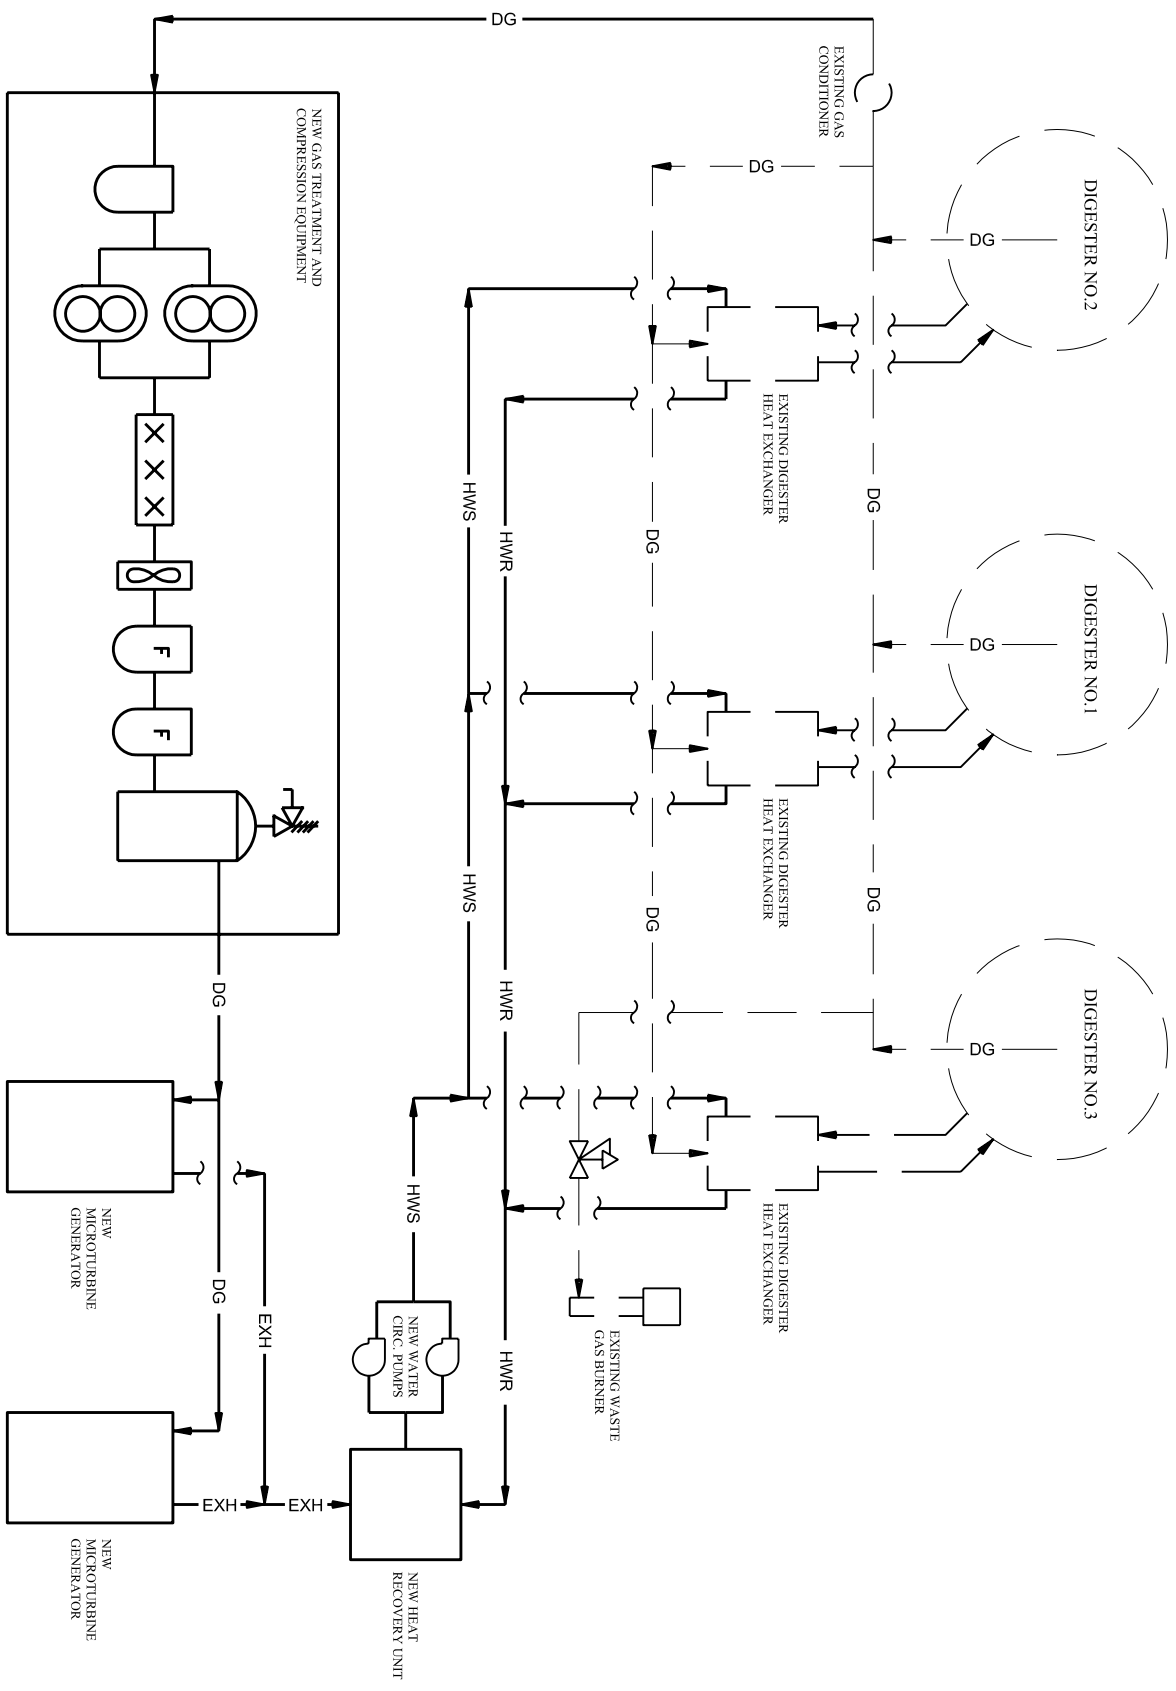 DIGESTER NO.2
DIGESTER NO.1
DIGESTER NO.3
DG
DG
DG
DG
DG
EXISTING GAS
CONDITIONER
DG
DG
DG
DG
EXISTING DIGESTER
HEAT EXCHANGER
EXISTING DIGESTER
HEAT EXCHANGER
EXISTING DIGESTER
HEAT EXCHANGER
EXISTING WASTE
GAS BURNER
HWR
HWR
HWR
HWS
HWS
HWS
NEW WATER
CIRC. PUMPS
NEW HEAT
RECOVERY UNIT
NEW GAS TREATMENT AND
COMPRESSION EQUIPMENT
F
F
DG
DG
EXH
EXH
EXH
NEW
MICROTURBINE
GENERATOR
NEW
MICROTURBINE
GENERATOR